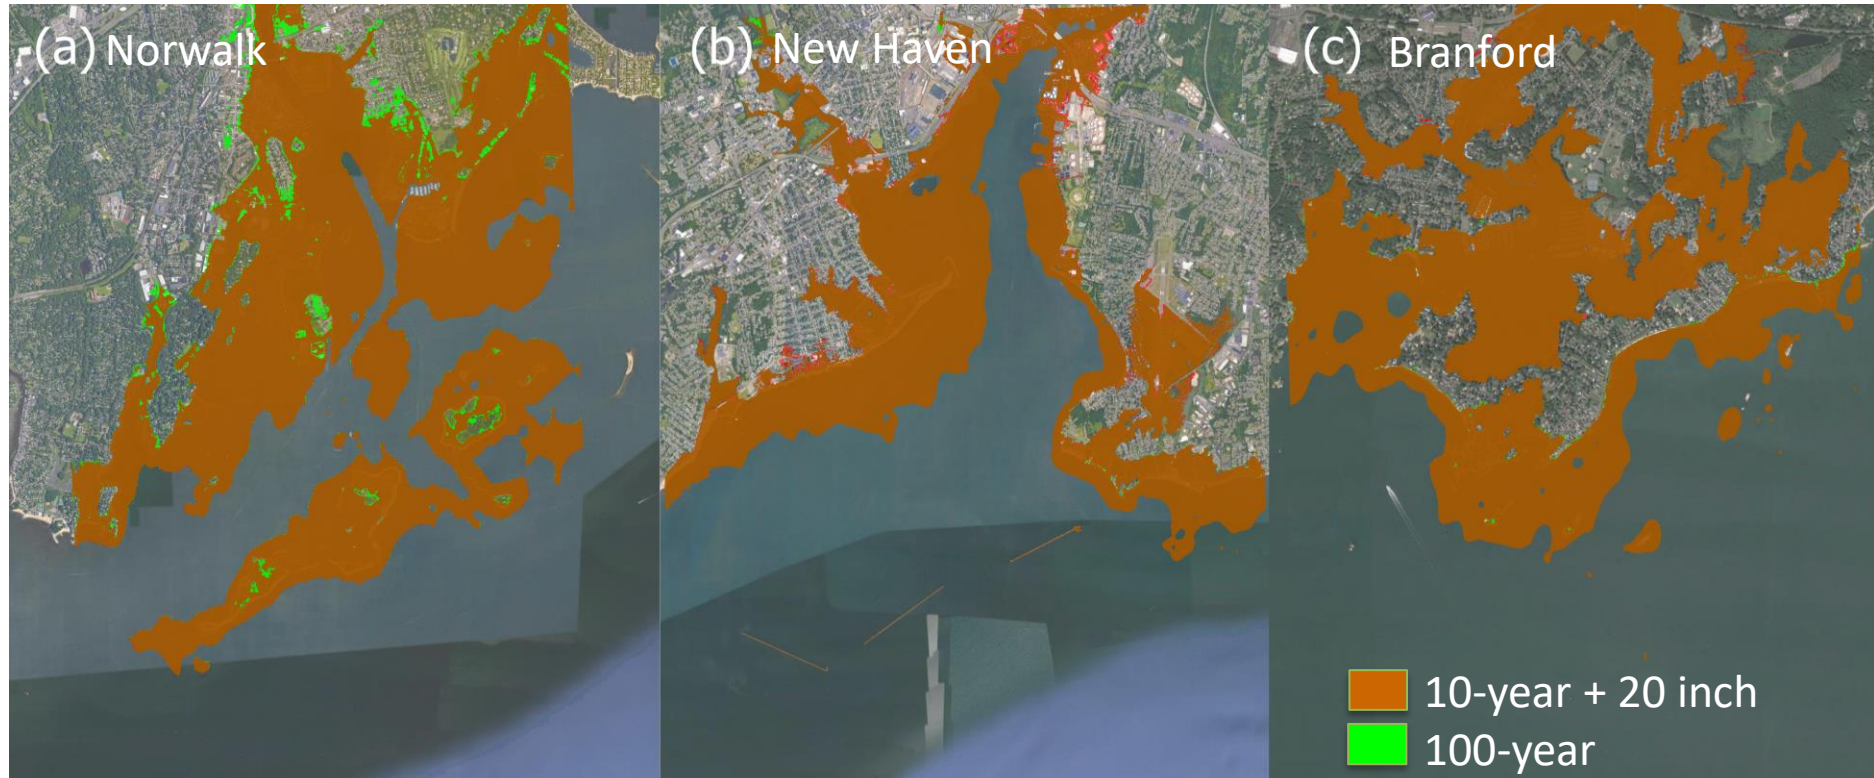 (a) Norwalk
(b) New Haven
(c) Branford
10-year + 20 inch
100-year